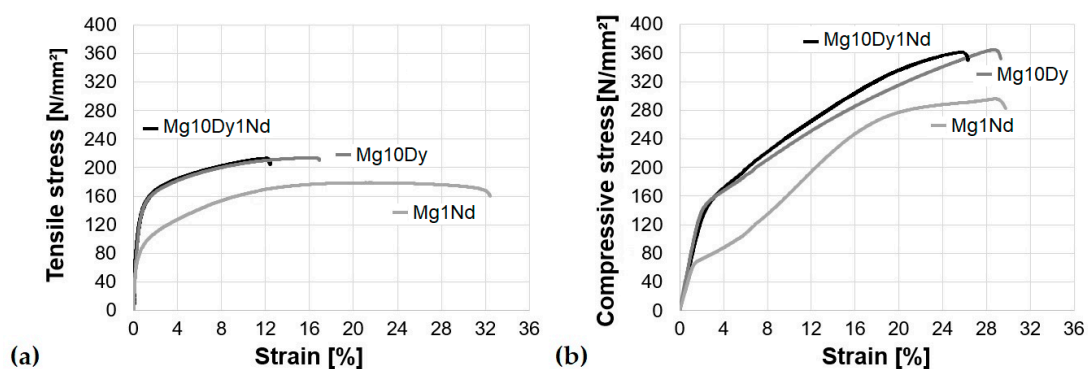 Tensile stress [N/mm²]
400
360
320
280
240
200
160
120
80
40
0
Mg10Dy1Nd
Mg10Dy
Mg1Nd
0 4 8 12 16 20 24 28 32 36
(a) Strain [%]
Compressive stress [N/mm²]
400
360
320
280
240
200
160
120
80
40
0
Mg10Dy1Nd
Mg10Dy
Mg1Nd
0 4 8 12 16 20 24 28 32 36
(b) Strain [%]